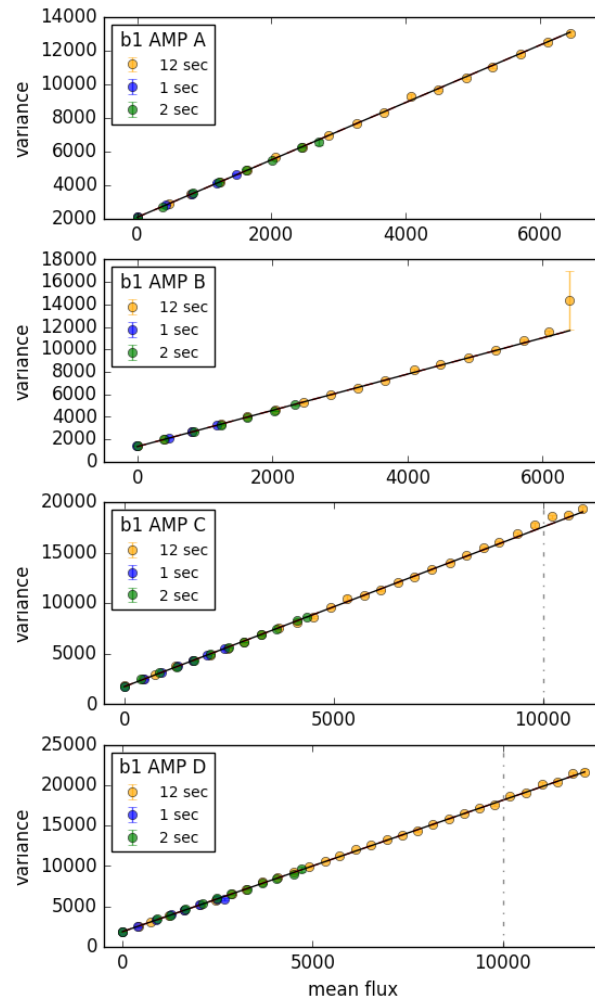 14000
12000
10000
8000
6000
4000
2000
variance
b1 AMP A
12 sec
1 sec
2 sec
0 2000 4000 6000
18000
16000
14000
12000
10000
8000
6000
4000
2000
0
variance
b1 AMP B
12 sec
1 sec
2 sec
0 2000 4000 6000
20000
15000
10000
5000
0
variance
b1 AMP C
12 sec
1 sec
2 sec
0 5000 10000
25000
20000
15000
10000
5000
0
variance
b1 AMP D
12 sec
1 sec
2 sec
0 5000 10000
mean flux